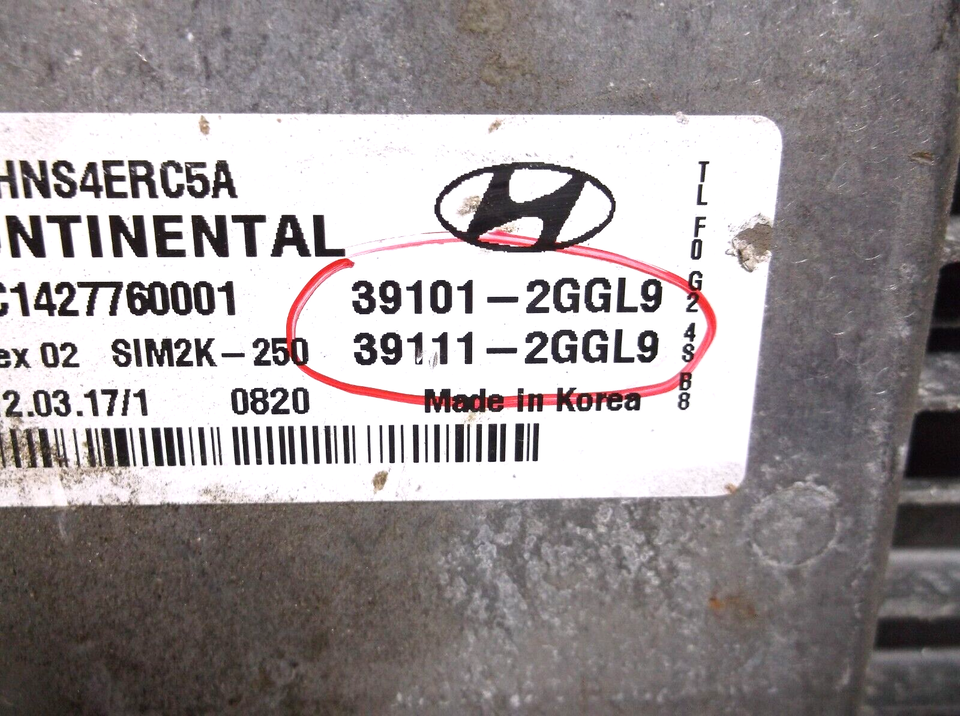 HNS4ERC5A
ONTINENTAL
C1427760001
39101-2GGL9
ex 02 SIM2K-250
39111-2GGL9
2.03.17/1 0820
Made in Korea
TL F0 G2 4S B8